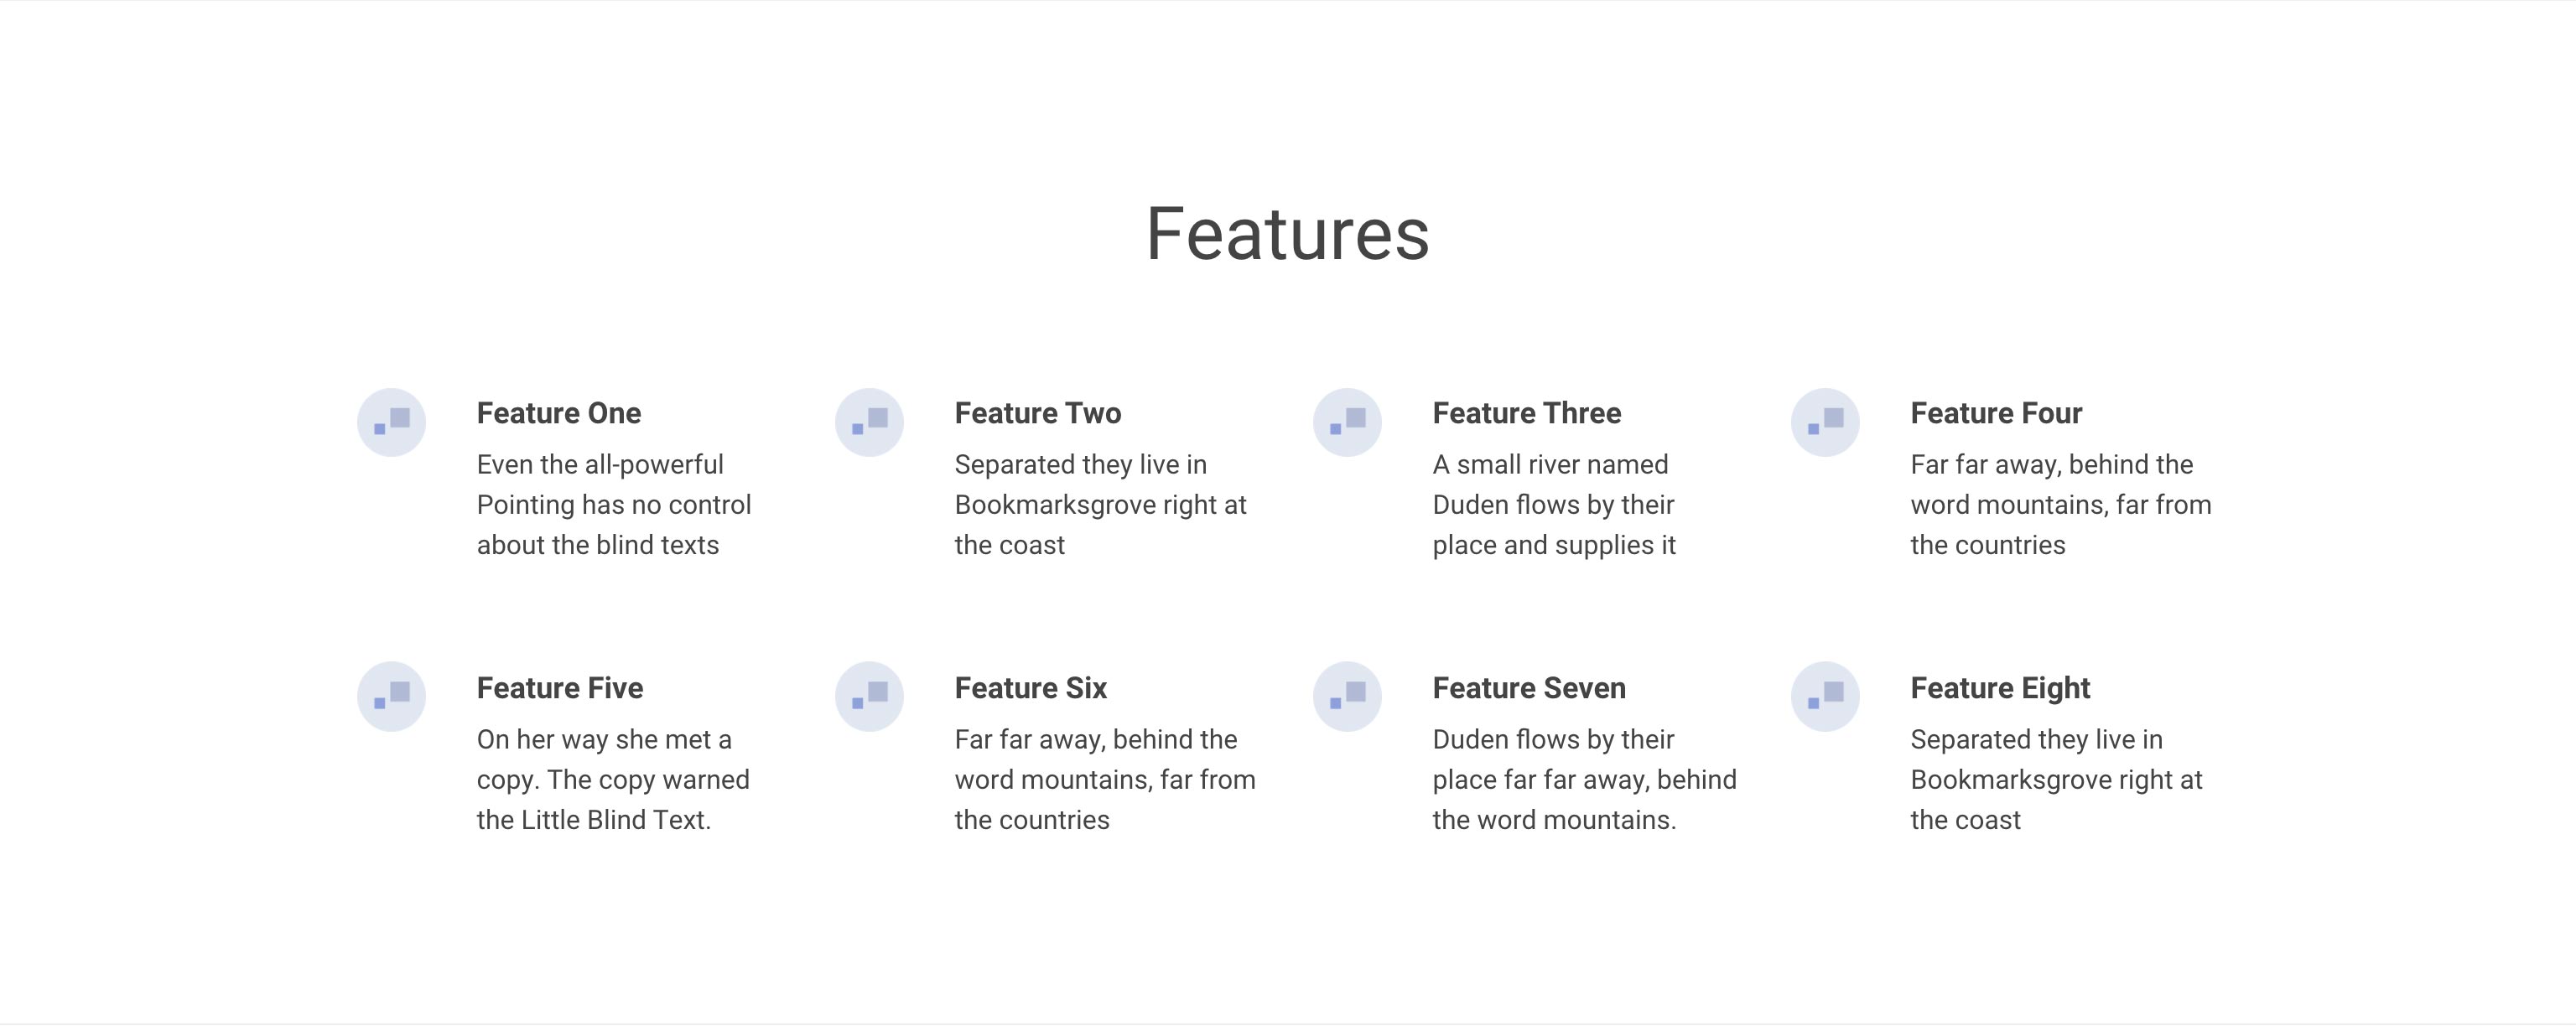 Features
Feature One
Even the all-powerful
Pointing has no control
about the blind texts
Feature Two
Separated they live in
Bookmarksgrove right at
the coast
Feature Three
A small river named
Duden flows by their
place and supplies it
Feature Four
Far far away, behind the
word mountains, far from
the countries
Feature Five
On her way she met a
copy. The copy warned
the Little Blind Text.
Feature Six
Far far away, behind the
word mountains, far from
the countries
Feature Seven
Duden flows by their
place far far away, behind
the word mountains.
Feature Eight
Separated they live in
Bookmarksgrove right at
the coast